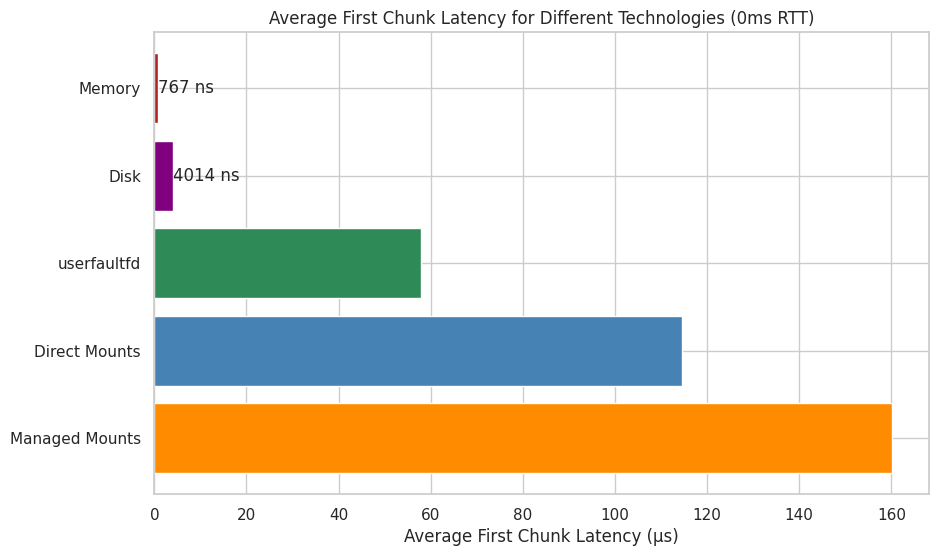 Average First Chunk Latency for Different Technologies (0ms RTT)
Memory
767 ns
Disk
4014 ns
userfaultfd
Direct Mounts
Managed Mounts
0 20 40 60 80 100 120 140 160
Average First Chunk Latency (µs)